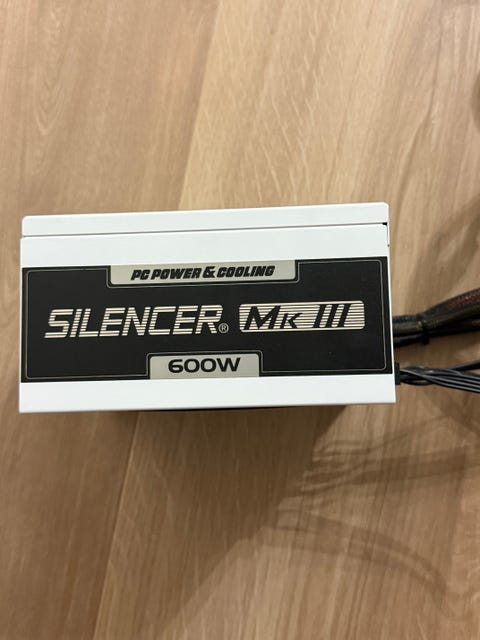 PC POWER & COOLING
SILENCER® MK III
600W